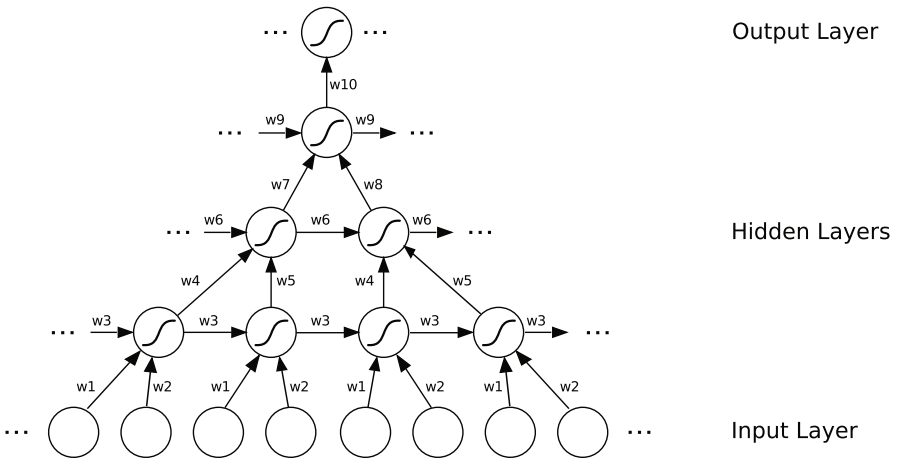 ... ... Output Layer
w10
... w9 w9 ...
w7 w8
... w6 w6 w6 ... Hidden Layers
w4 w5 w4 w5
... w3 w3 w3 w3 w3 ...
w1 w2 w1 w2 w1 w2 w1 w2
... ... Input Layer